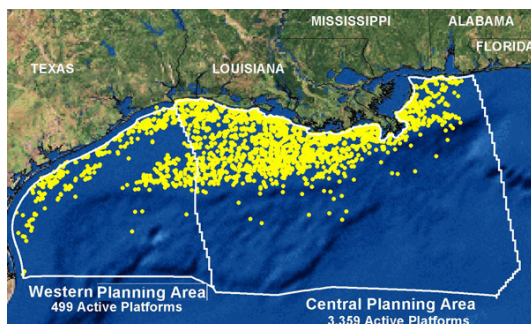 MISSISSIPPI
ALABAMA
FLORIDA
TEXAS
LOUISIANA
Western Planning Area
499 Active Platforms
Central Planning Area
3,359 Active Platforms